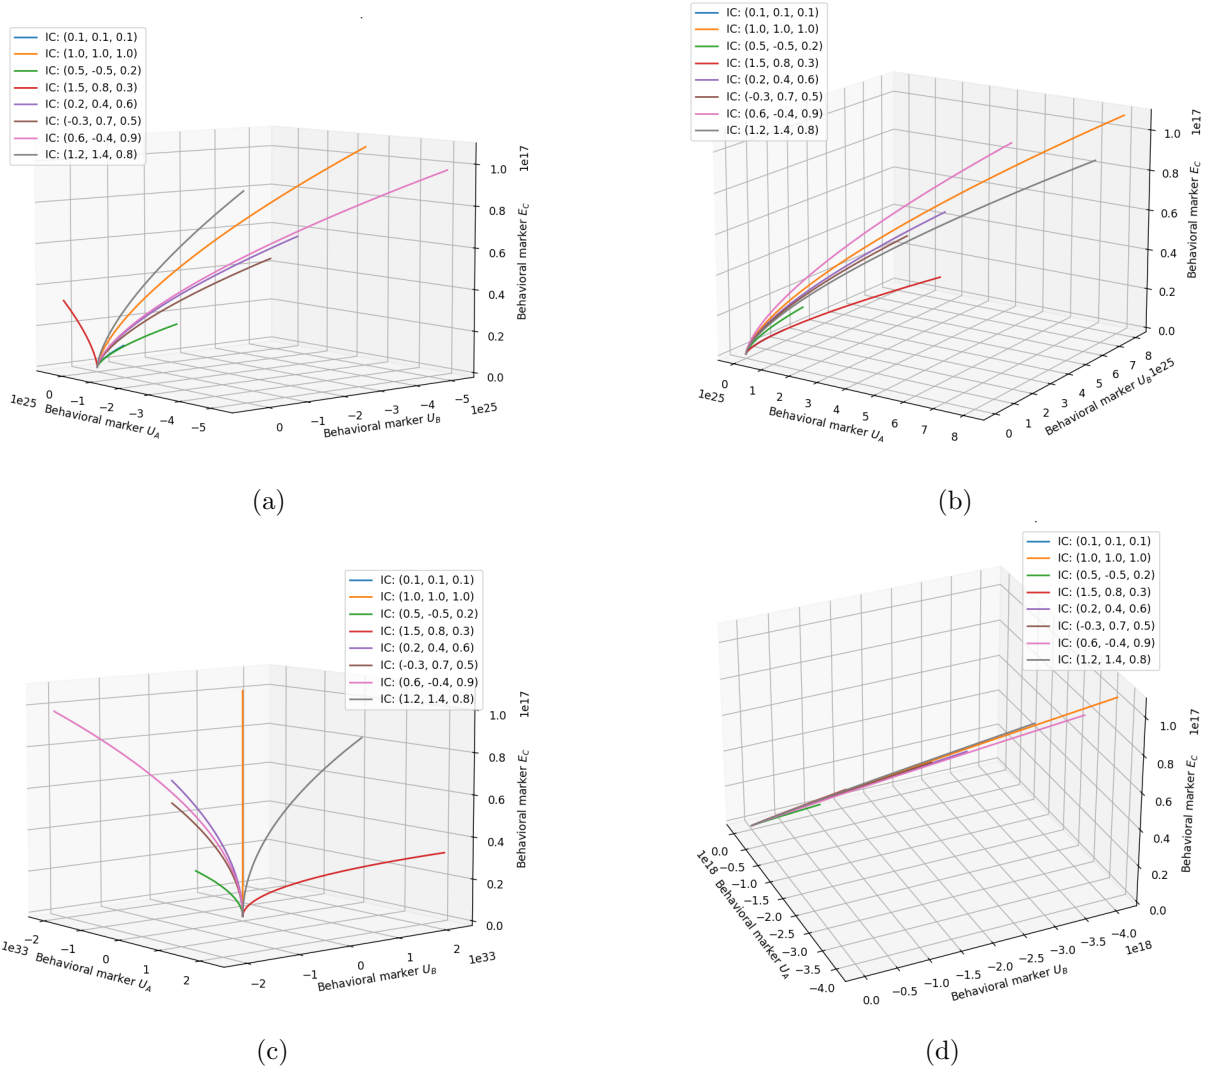 IC: (0.1, 0.1, 0.1)
IC: (1.0, 1.0, 1.0)
IC: (0.5, -0.5, 0.2)
IC: (1.5, 0.8, 0.3)
IC: (0.2, 0.4, 0.6)
IC: (-0.3, 0.7, 0.5)
IC: (0.6, -0.4, 0.9)
IC: (1.2, 1.4, 0.8)
1e17
1.0
0.8
0.6
0.4
0.2
0.0
Behavioral marker E_C
0
−1
−2
−3
−4
−5
1e25
Behavioral marker U_A
0
−1
−2
−3
−4
−5
1e25
Behavioral marker U_B
(a)
IC: (0.1, 0.1, 0.1)
IC: (1.0, 1.0, 1.0)
IC: (0.5, -0.5, 0.2)
IC: (1.5, 0.8, 0.3)
IC: (0.2, 0.4, 0.6)
IC: (-0.3, 0.7, 0.5)
IC: (0.6, -0.4, 0.9)
IC: (1.2, 1.4, 0.8)
1e17
1.0
0.8
0.6
0.4
0.2
0.0
Behavioral marker E_C
0
1
2
3
4
5
6
7
8
1e25
Behavioral marker U_A
0
1
2
3
4
5
6
7
8
1e25
Behavioral marker U_B
(b)
IC: (0.1, 0.1, 0.1)
IC: (1.0, 1.0, 1.0)
IC: (0.5, -0.5, 0.2)
IC: (1.5, 0.8, 0.3)
IC: (0.2, 0.4, 0.6)
IC: (-0.3, 0.7, 0.5)
IC: (0.6, -0.4, 0.9)
IC: (1.2, 1.4, 0.8)
1e17
1.0
0.8
0.6
0.4
0.2
0.0
Behavioral marker E_C
−2
−1
0
1
2
1e33
Behavioral marker U_A
−2
−1
0
1
2
1e33
Behavioral marker U_B
(c)
IC: (0.1, 0.1, 0.1)
IC: (1.0, 1.0, 1.0)
IC: (0.5, -0.5, 0.2)
IC: (1.5, 0.8, 0.3)
IC: (0.2, 0.4, 0.6)
IC: (-0.3, 0.7, 0.5)
IC: (0.6, -0.4, 0.9)
IC: (1.2, 1.4, 0.8)
1e17
1.0
0.8
0.6
0.4
0.2
0.0
Behavioral marker E_C
0.0
−0.5
−1.0
−1.5
−2.0
−2.5
−3.0
−3.5
−4.0
1e18
Behavioral marker U_A
0.0
−0.5
−1.0
−1.5
−2.0
−2.5
−3.0
−3.5
−4.0
1e18
Behavioral marker U_B
(d)